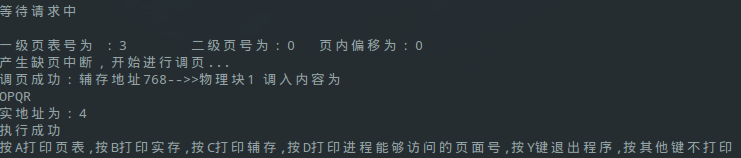 等待请求中
一级页表号为 ：3 二级页号为：0 页内偏移为：0
产生缺页中断，开始进行调页...
调页成功：辅存地址768-->>物理块1 调入内容为
OPQR
实地址为：4
执行成功
按A打印页表,按B打印实存,按C打印辅存,按D打印进程能够访问的页面号,按Y键退出程序,按其他键不打印